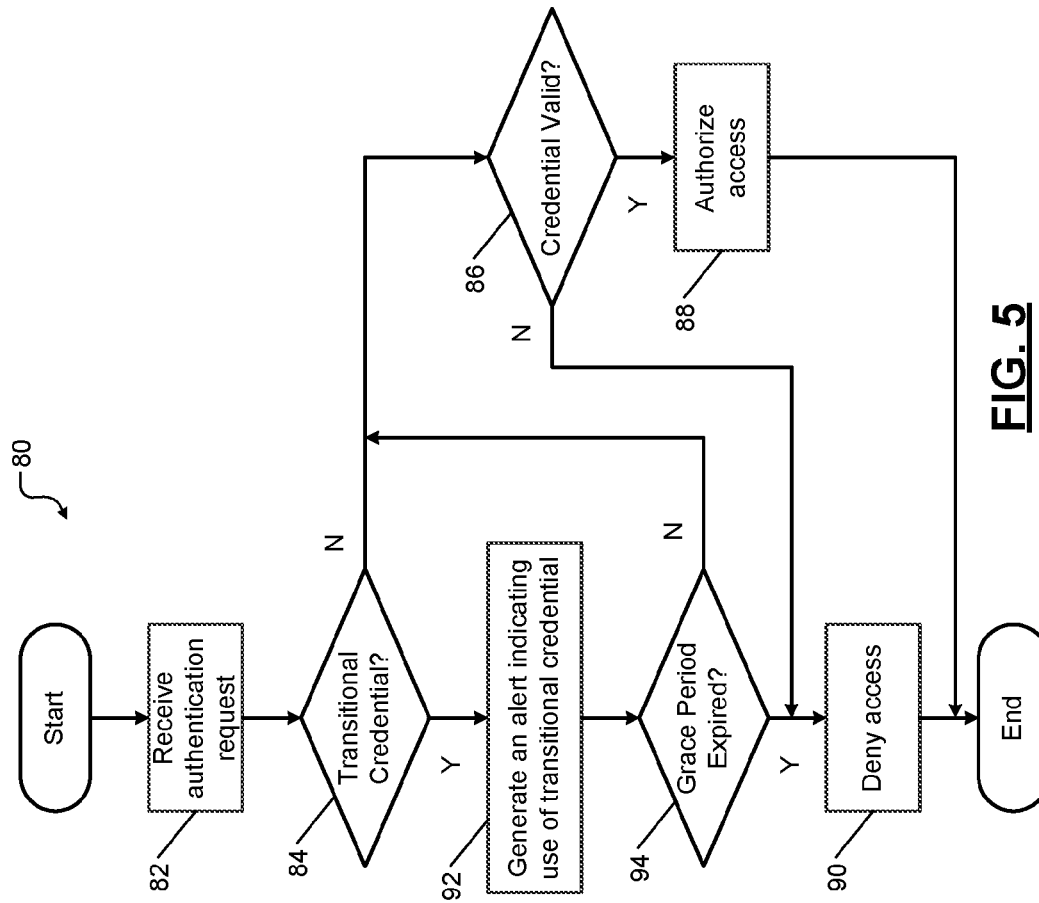 80
Start
Receive
authentication
request
82
Transitional
Credential?
84
N
Y
Generate an alert indicating
use of transitional credential
92
Grace Period
Expired?
94
N
Y
Deny access
90
End
Credential Valid?
86
N
Y
Authorize
access
88
FIG. 5